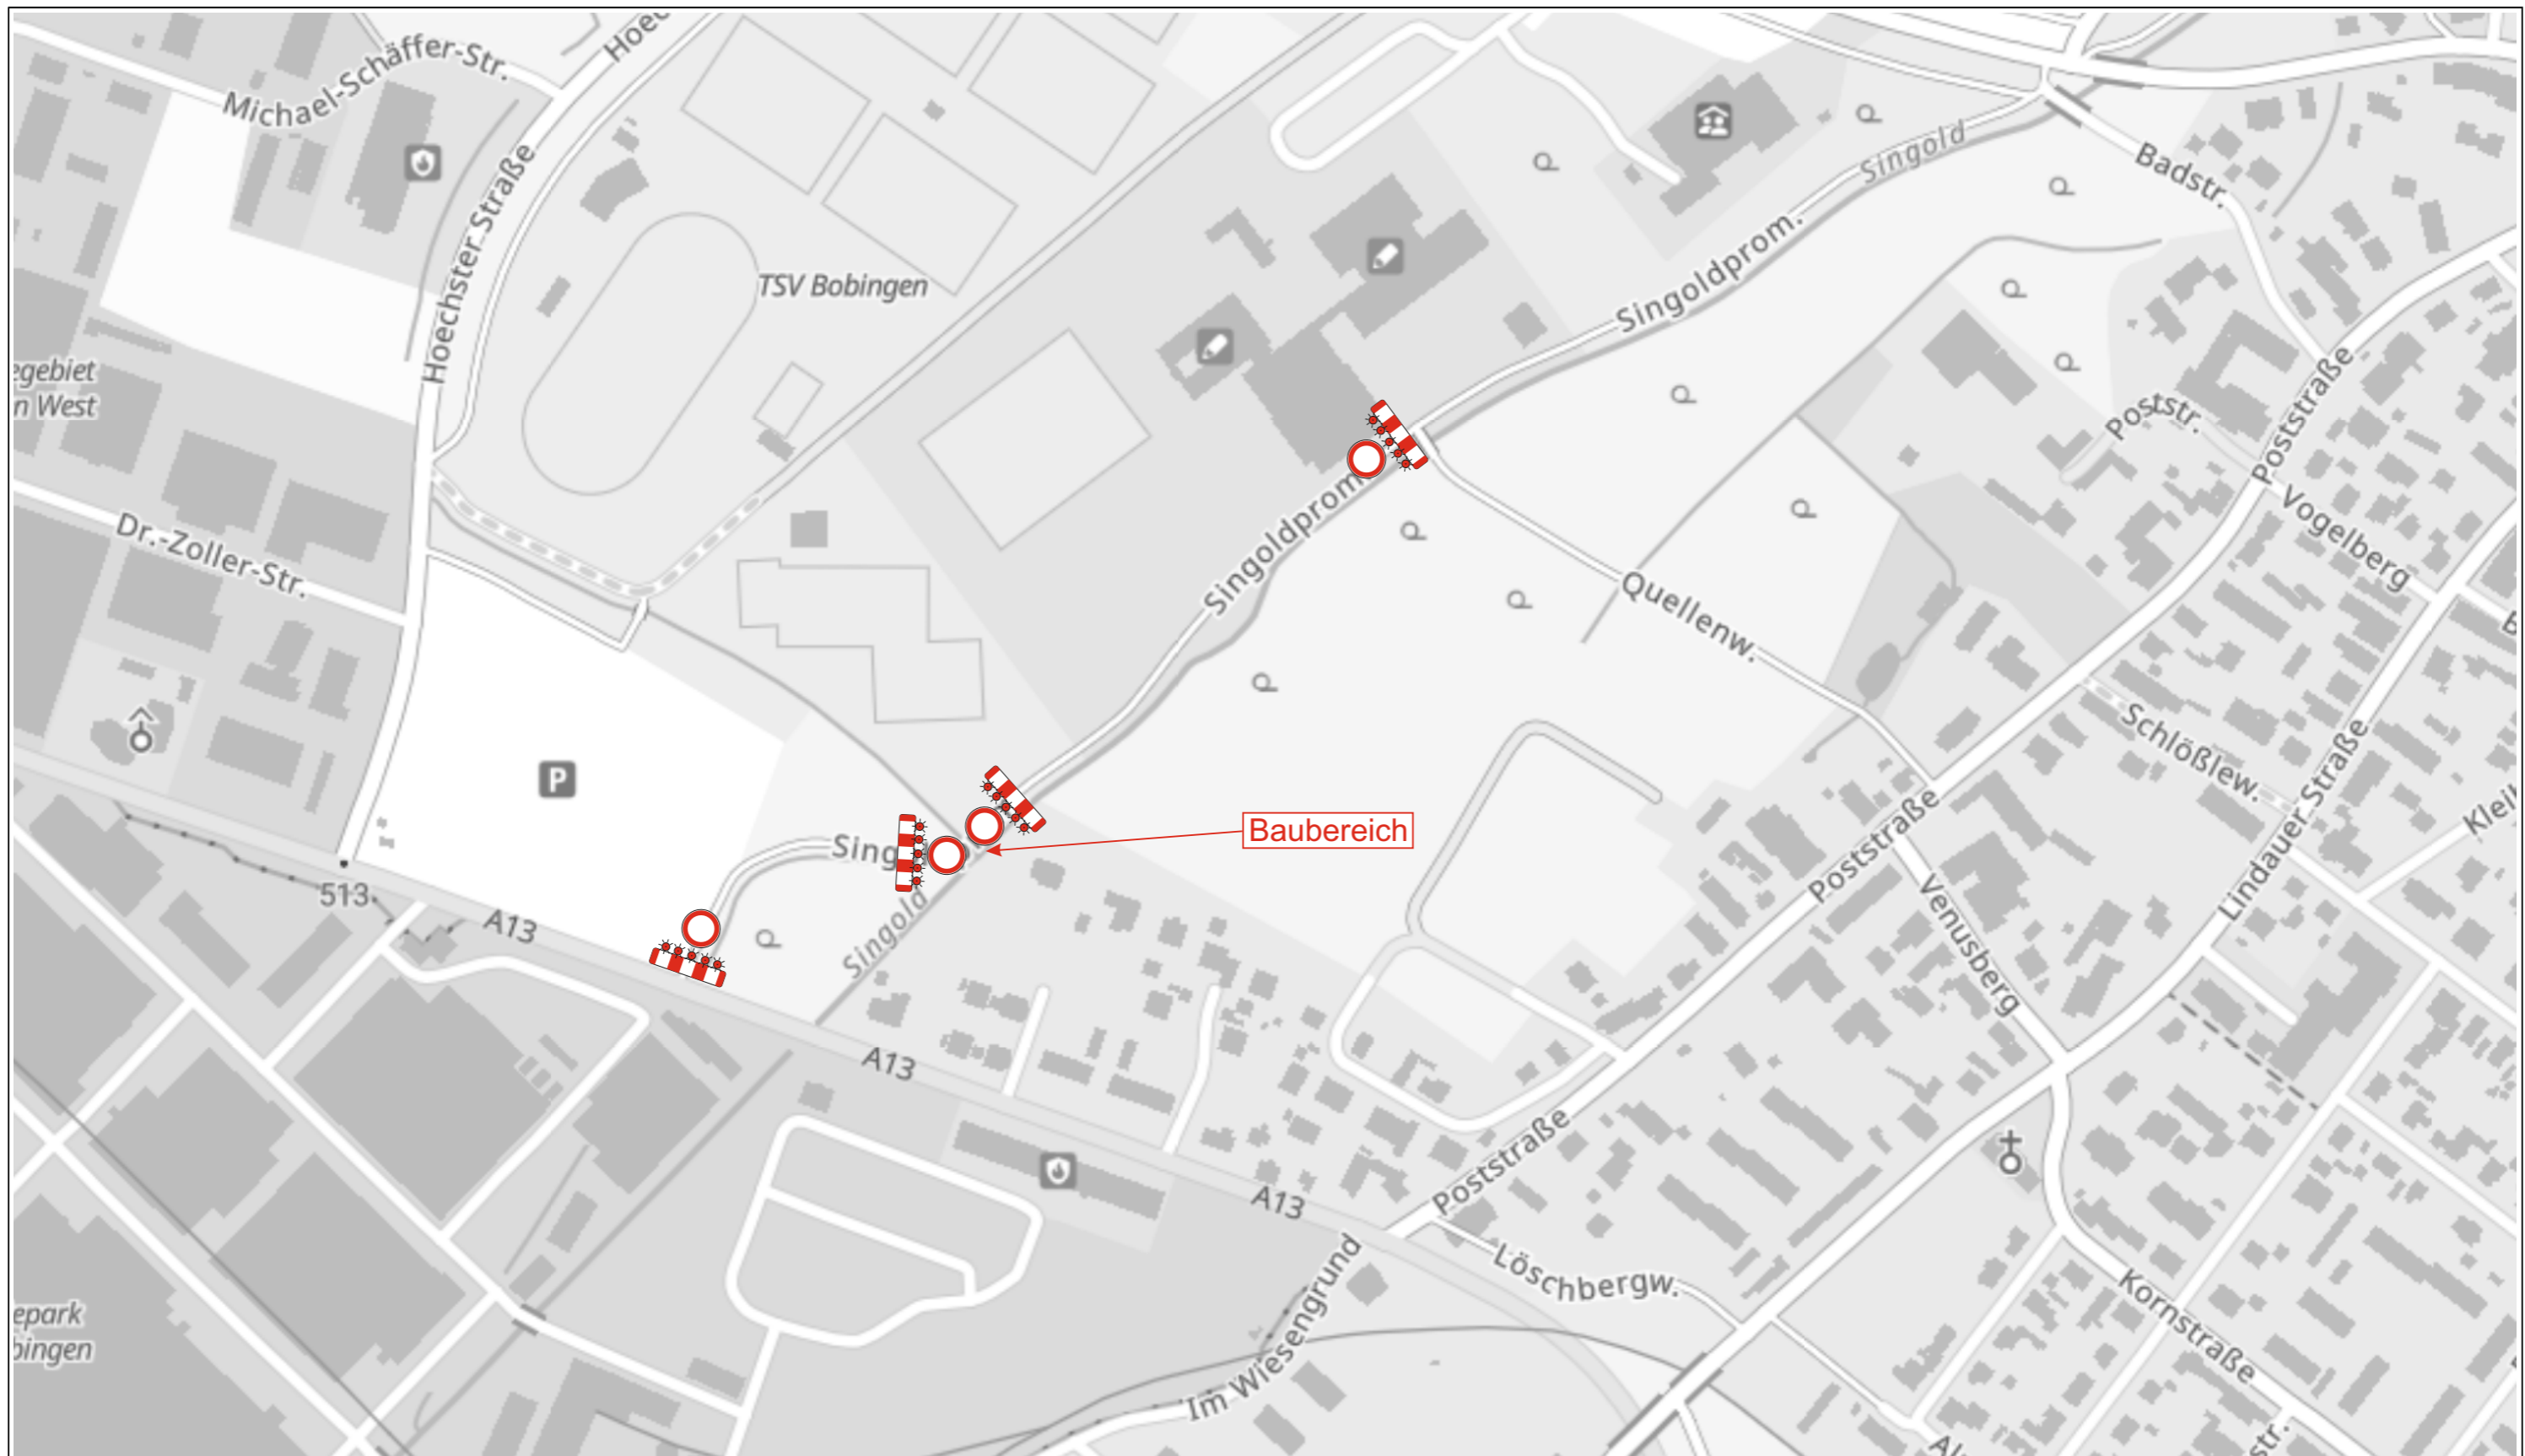 Hoec
Michael-Schäffer-Str.
Hoechster Straße
TSV Bobingen
Singold
Badstr.
Singoldprom.
egebiet
n West
Poststr.
Poststraße
Vogelberg
Dr.-Zoller-Str.
Singoldprom
Quellenw.
Schlößlew.
Lindauer Straße
P
Baubereich
Sing
Singold
Poststraße
Venusberg
513
A13
A13
A13
Poststraße
Löschbergw.
Im Wiesengrund
Kornstraße
epark
bingen
str.